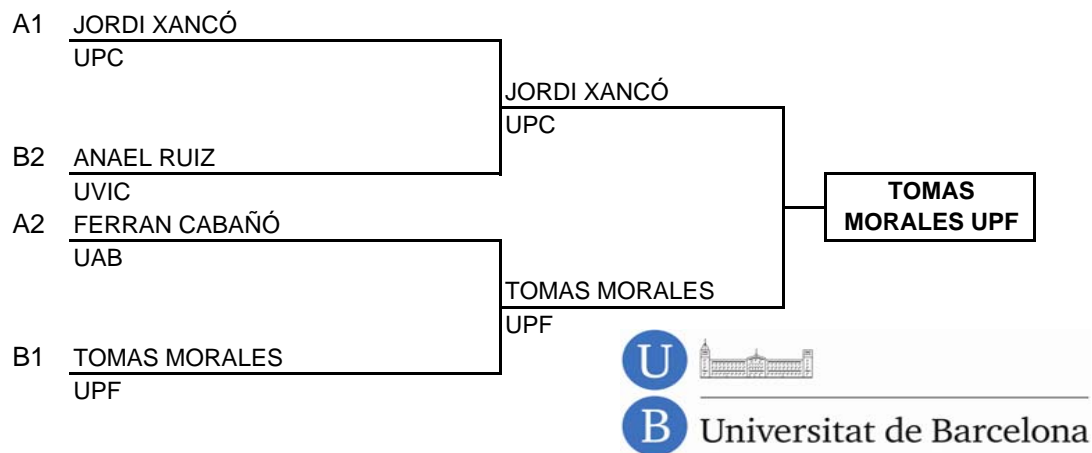 A1 JORDI XANCÓ
UPC
JORDI XANCÓ
UPC
B2 ANAEL RUIZ
UVIC
TOMAS
MORALES UPF
A2 FERRAN CABAÑÓ
UAB
TOMAS MORALES
UPF
B1 TOMAS MORALES
UPF
U
B Universitat de Barcelona